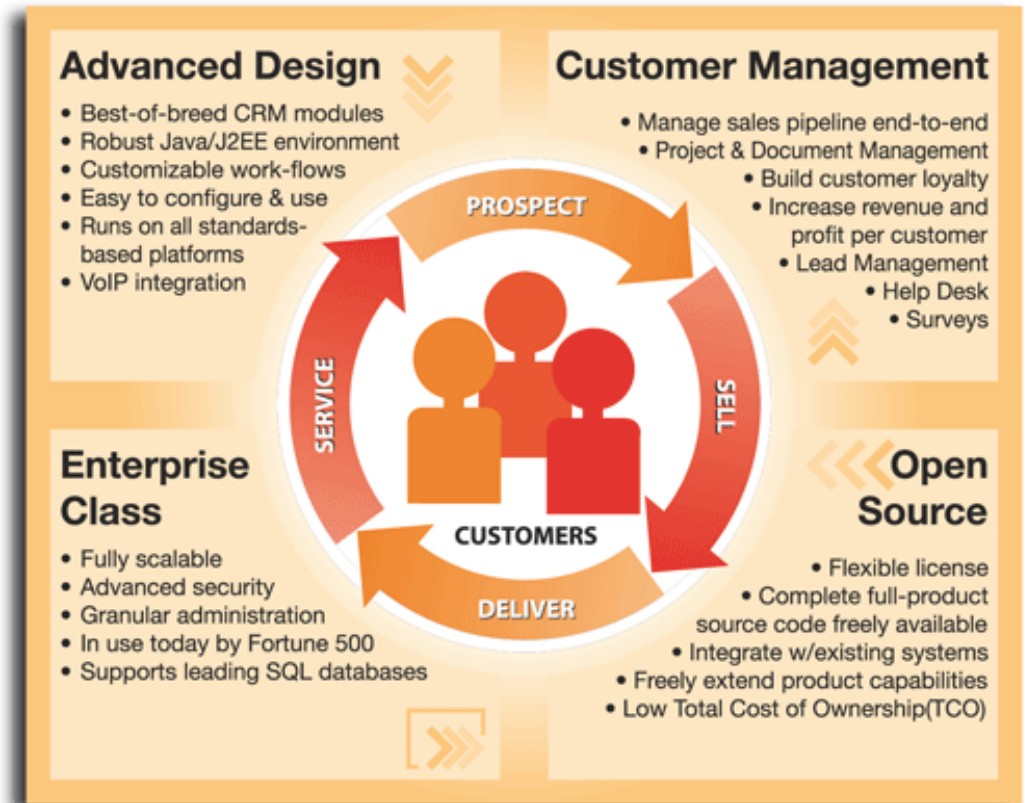 Advanced Design
• Best-of-breed CRM modules
• Robust Java/J2EE environment
• Customizable work-flows
• Easy to configure & use
• Runs on all standards-
based platforms
• VoIP integration
Customer Management
• Manage sales pipeline end-to-end
• Project & Document Management
• Build customer loyalty
• Increase revenue and
profit per customer
• Lead Management
• Help Desk
• Surveys
PROSPECT
SELL
DELIVER
SERVICE
CUSTOMERS
Enterprise
Class
• Fully scalable
• Advanced security
• Granular administration
• In use today by Fortune 500
• Supports leading SQL databases
Open
Source
• Flexible license
• Complete full-product
source code freely available
• Integrate w/existing systems
• Freely extend product capabilities
• Low Total Cost of Ownership(TCO)